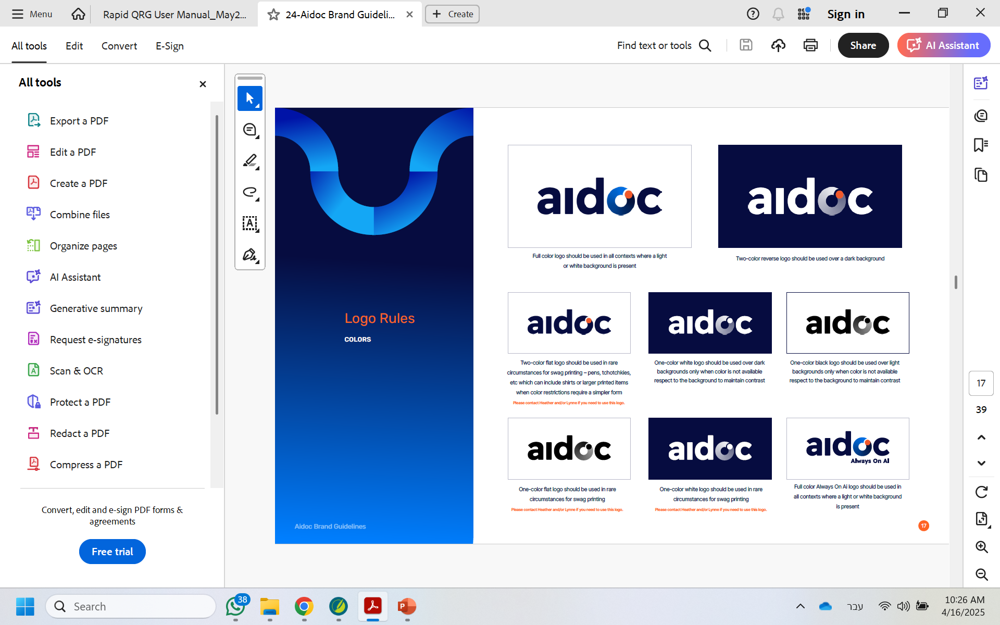 Menu
Rapid QRG User Manual_May2...
24-Aidoc Brand Guideli...
Create
Sign in
All tools
Edit
Convert
E-Sign
Find text or tools
Share
AI Assistant
All tools
Export a PDF
Edit a PDF
Create a PDF
Combine files
Organize pages
AI Assistant
Generative summary
Request e-signatures
Scan & OCR
Protect a PDF
Redact a PDF
Compress a PDF
Convert, edit and e-sign PDF forms &
agreements
Free trial
Logo Rules
COLORS
Aidoc Brand Guidelines
aidoc
Full color logo should be used in all contexts where a light
or white background is present
aidoc
Two-color reverse logo should be used over a dark background
aidoc
Two-color flat logo should be used in rare
circumstances for swag printing – pens, tchotchkies,
etc which can include shirts or larger printed items
when color restrictions require a simpler form
Please contact Heather and/or Lynne if you need to use this logo.
aidoc
One-color white logo should be used over dark
backgrounds only when color is not available
respect to the background to maintain contrast
aidoc
One-color black logo should be used over light
backgrounds only when color is not available
respect to the background to maintain contrast
aidoc
One-color flat logo should be used in rare
circumstances for swag printing
Please contact Heather and/or Lynne if you need to use this logo.
aidoc
One-color white logo should be used in rare
circumstances for swag printing
Please contact Heather and/or Lynne if you need to use this logo.
aidoc
Always On AI
Full color Always On Ai logo should be used in
all contexts where a light or white background
is present
17
17
39
Search
38
עבר
10:26 AM
4/16/2025